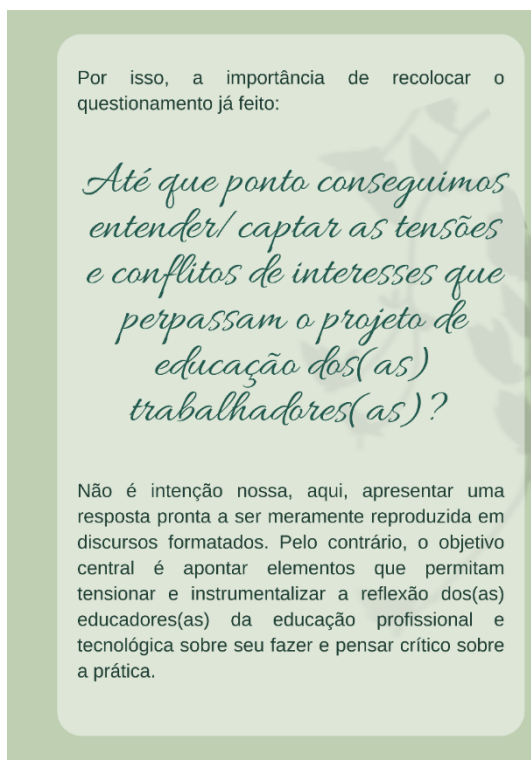 Por isso, a importância de recolocar o
questionamento já feito:
Até que ponto conseguimos
entender/ captar as tensões
e conflitos de interesses que
perpassam o projeto de
educação dos(as)
trabalhadores(as)?
Não é intenção nossa, aqui, apresentar uma
resposta pronta a ser meramente reproduzida em
discursos formatados. Pelo contrário, o objetivo
central é apontar elementos que permitam
tensionar e instrumentalizar a reflexão dos(as)
educadores(as) da educação profissional e
tecnológica sobre seu fazer e pensar crítico sobre
a prática.